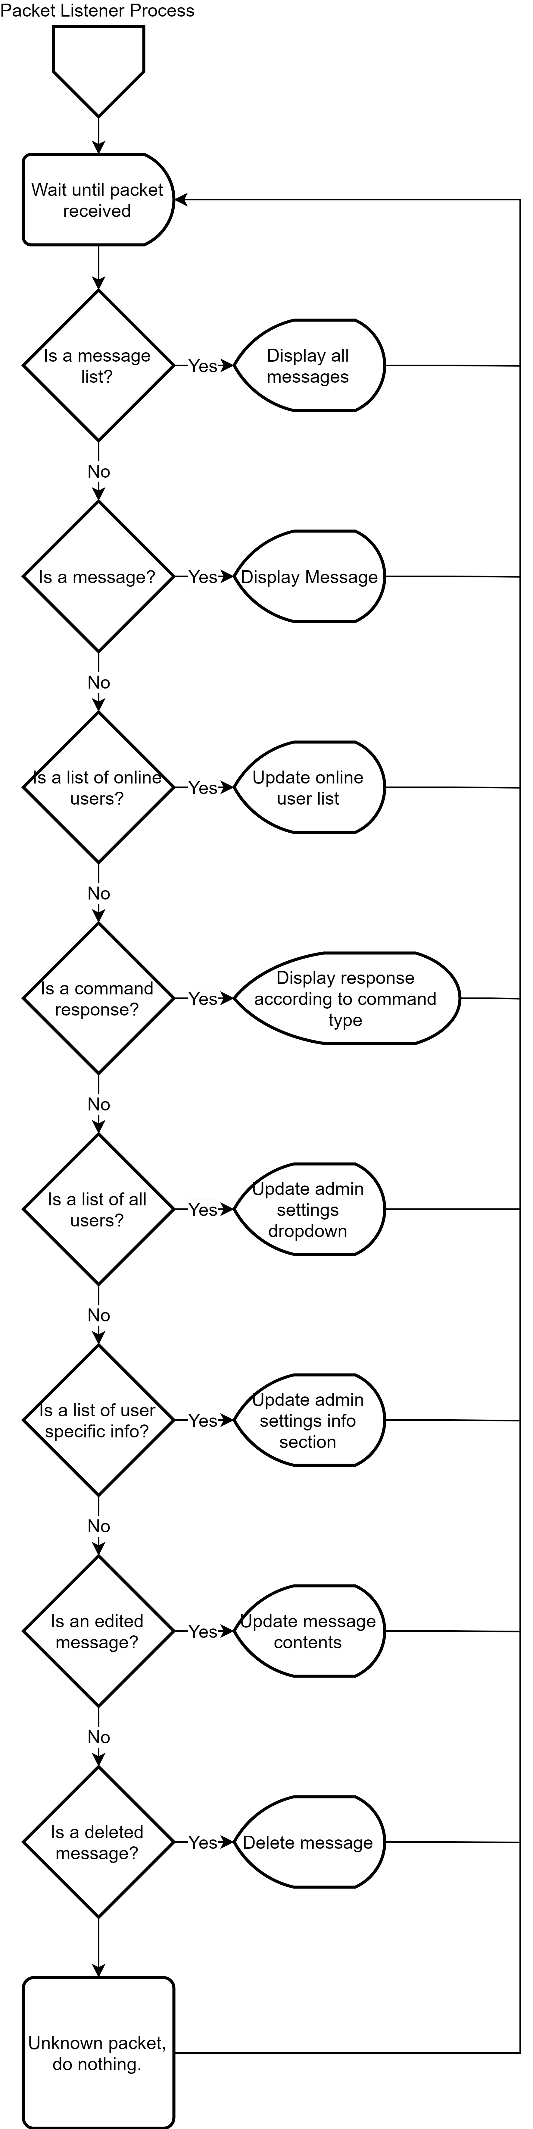 Packet Listener Process
Wait until packet
received
Is a message
list?
Yes
Display all
messages
No
Is a message?
Yes
Display Message
No
Is a list of online
users?
Yes
Update online
user list
No
Is a command
response?
Yes
Display response
according to command
type
No
Is a list of all
users?
Yes
Update admin
settings
dropdown
No
Is a list of user
specific info?
Yes
Update admin
settings info
section
No
Is an edited
message?
Yes
Update message
contents
No
Is a deleted
message?
Yes
Delete message
Unknown packet,
do nothing.